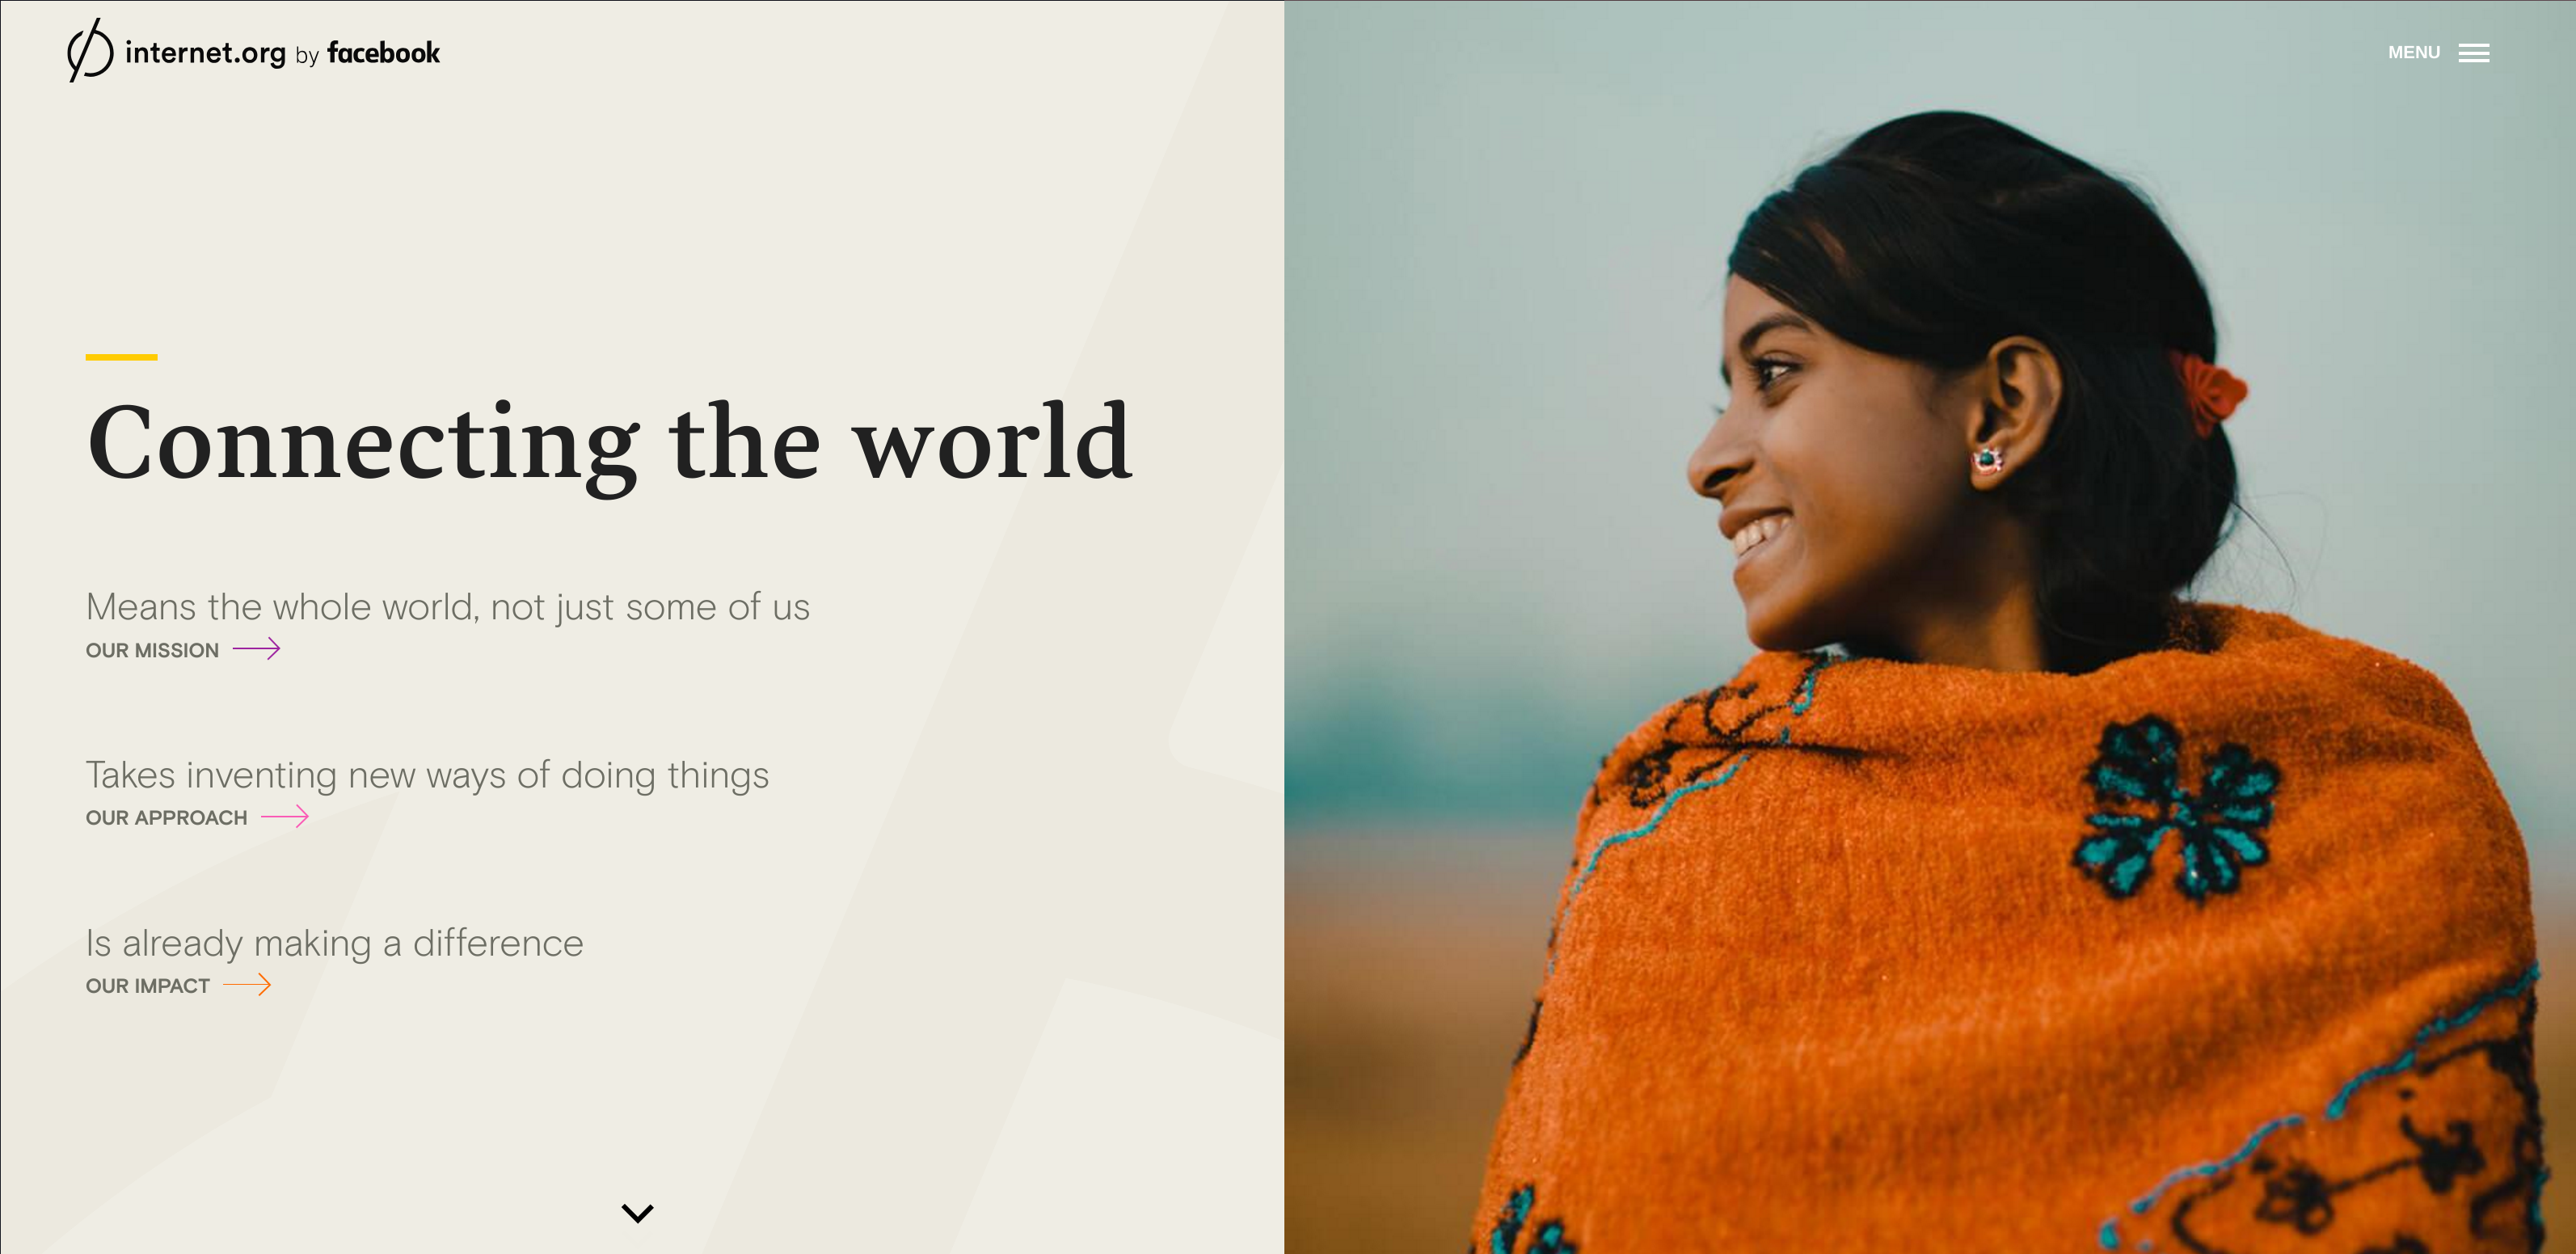 internet.org by facebook
MENU
Connecting the world
Means the whole world, not just some of us
OUR MISSION
Takes inventing new ways of doing things
OUR APPROACH
Is already making a difference
OUR IMPACT